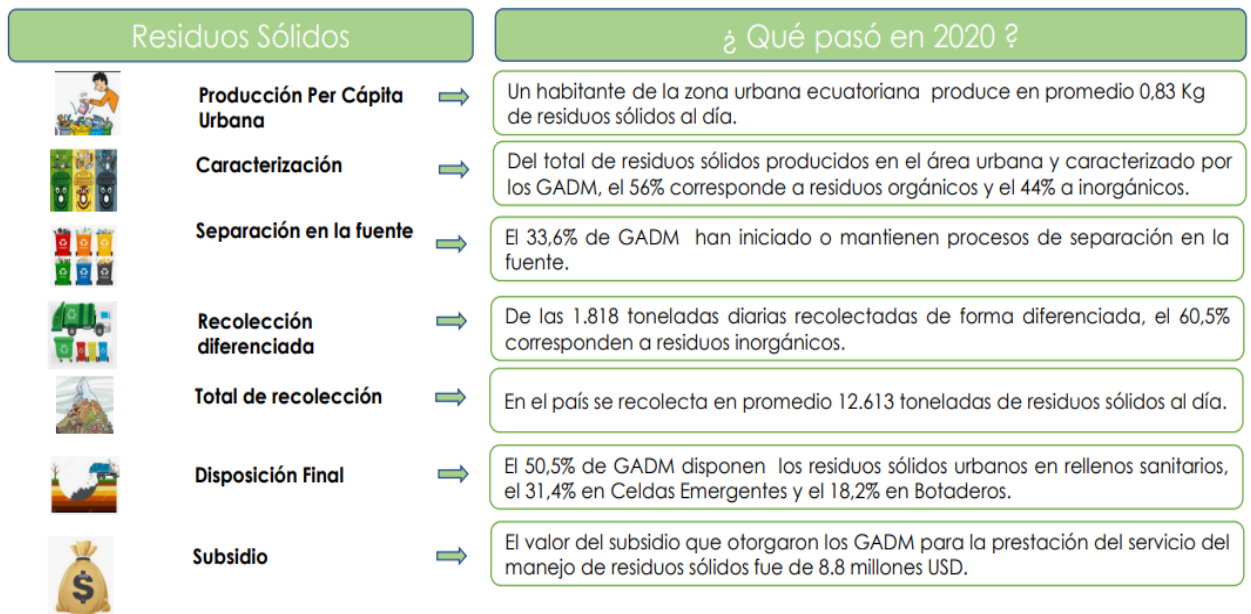 Residuos Sólidos
¿ Qué pasó en 2020 ?
Producción Per Cápita
Urbana
Un habitante de la zona urbana ecuatoriana produce en promedio 0,83 Kg
de residuos sólidos al día.
Caracterización
Del total de residuos sólidos producidos en el área urbana y caracterizado por
los GADM, el 56% corresponde a residuos orgánicos y el 44% a inorgánicos.
Separación en la fuente
El 33,6% de GADM han iniciado o mantienen procesos de separación en la
fuente.
Recolección
diferenciada
De las 1.818 toneladas diarias recolectadas de forma diferenciada, el 60,5%
corresponden a residuos inorgánicos.
Total de recolección
En el país se recolecta en promedio 12.613 toneladas de residuos sólidos al día.
Disposición Final
El 50,5% de GADM disponen los residuos sólidos urbanos en rellenos sanitarios,
el 31,4% en Celdas Emergentes y el 18,2% en Botaderos.
Subsidio
El valor del subsidio que otorgaron los GADM para la prestación del servicio del
manejo de residuos sólidos fue de 8.8 millones USD.
$